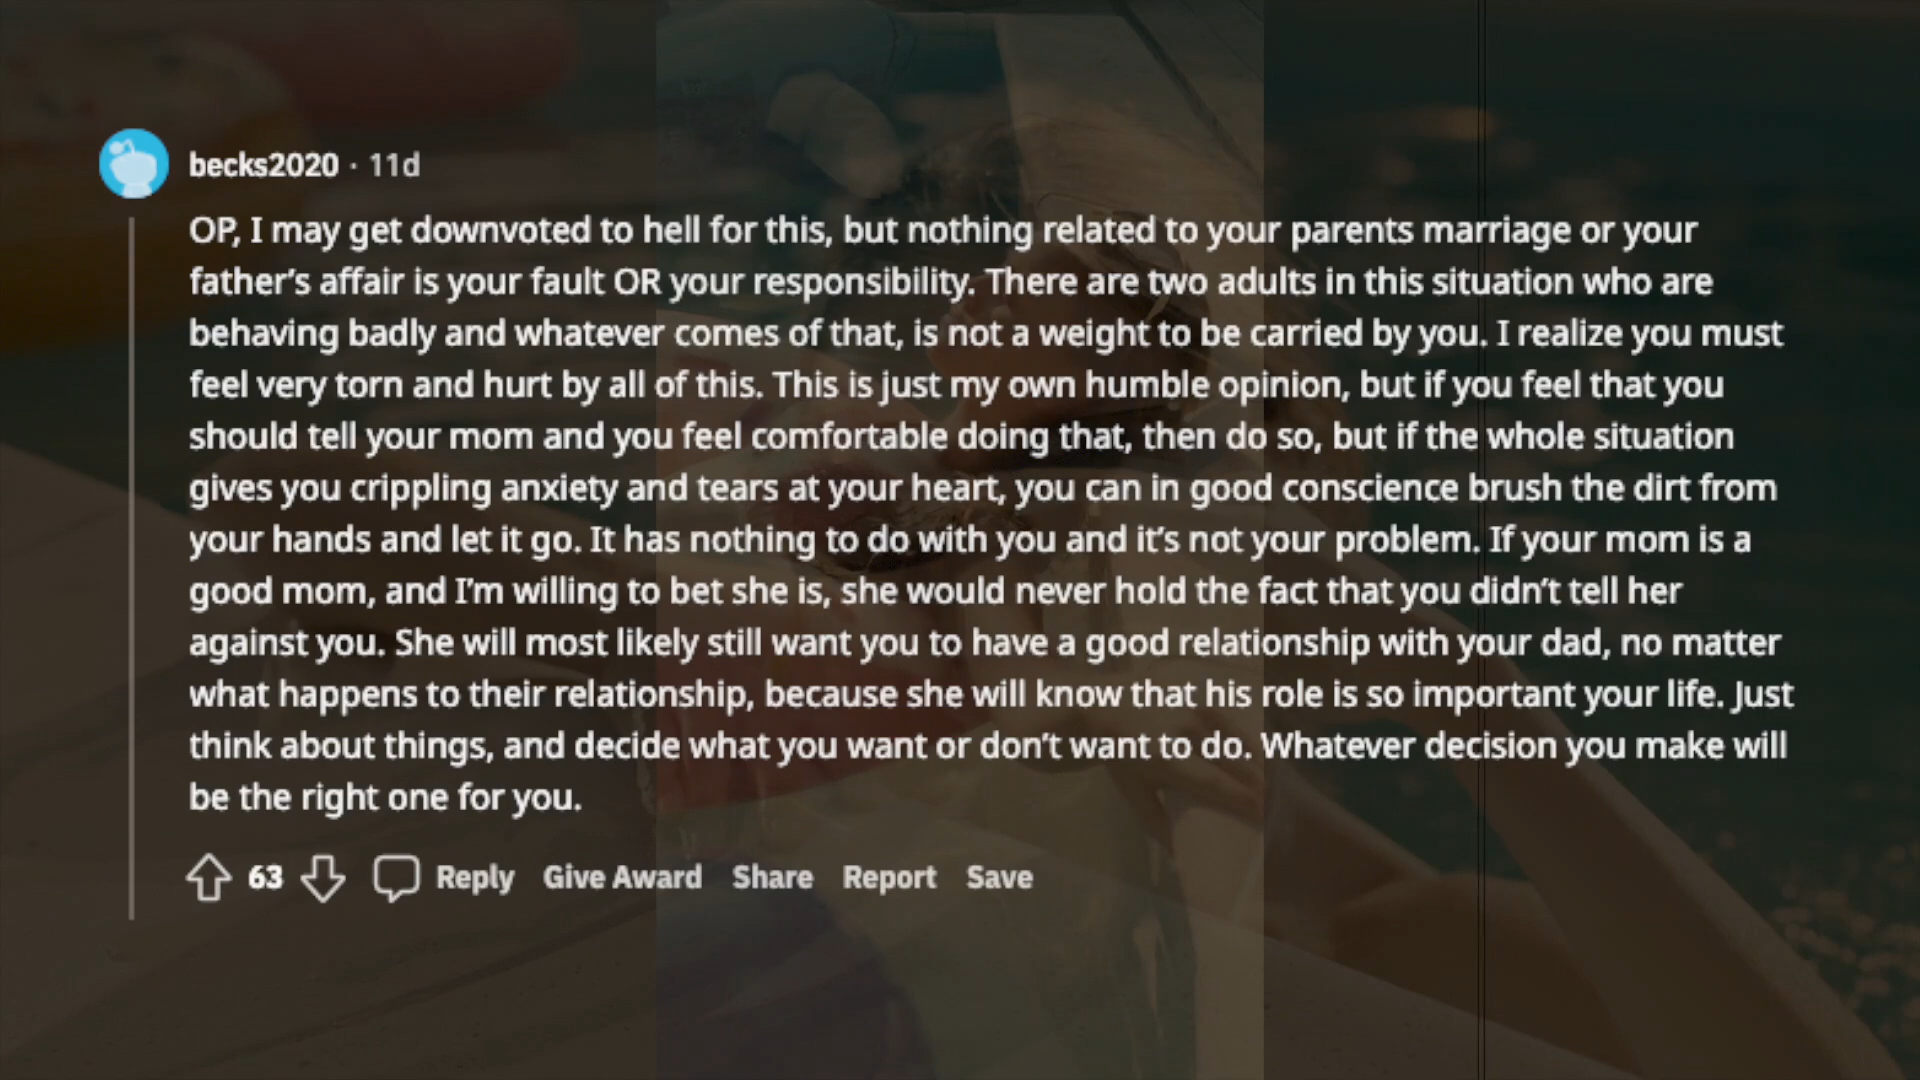 becks2020 · 11d
OP, I may get downvoted to hell for this, but nothing related to your parents marriage or your
father’s affair is your fault OR your responsibility. There are two adults in this situation who are
behaving badly and whatever comes of that, is not a weight to be carried by you. I realize you must
feel very torn and hurt by all of this. This is just my own humble opinion, but if you feel that you
should tell your mom and you feel comfortable doing that, then do so, but if the whole situation
gives you crippling anxiety and tears at your heart, you can in good conscience brush the dirt from
your hands and let it go. It has nothing to do with you and it’s not your problem. If your mom is a
good mom, and I’m willing to bet she is, she would never hold the fact that you didn’t tell her
against you. She will most likely still want you to have a good relationship with your dad, no matter
what happens to their relationship, because she will know that his role is so important your life. Just
think about things, and decide what you want or don’t want to do. Whatever decision you make will
be the right one for you.
63 Reply Give Award Share Report Save